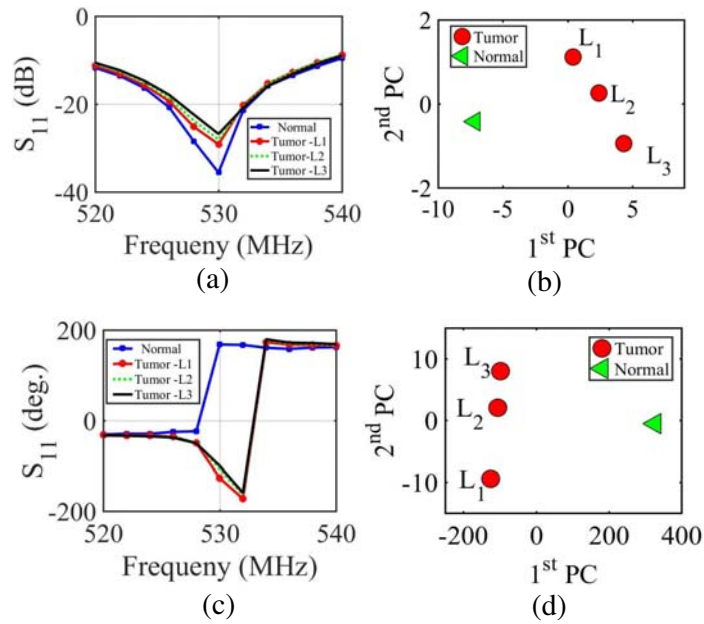 0
-20
-40
S11 (dB)
Normal
Tumor -L1
Tumor-L2
Tumor -L3
520
530
540
Frequeny (MHz)
(a)
2
0
-2
2nd PC
Tumor
Normal
L1
L2
L3
-10
-5
0
5
1st PC
(b)
200
0
-200
S11 (deg.)
Normal
Tumor -L1
Tumor -L2
Tumor -L3
520
530
540
Frequeny (MHz)
(c)
10
0
-10
2nd PC
Tumor
Normal
L3
L2
L1
-200
0
200
400
1st PC
(d)